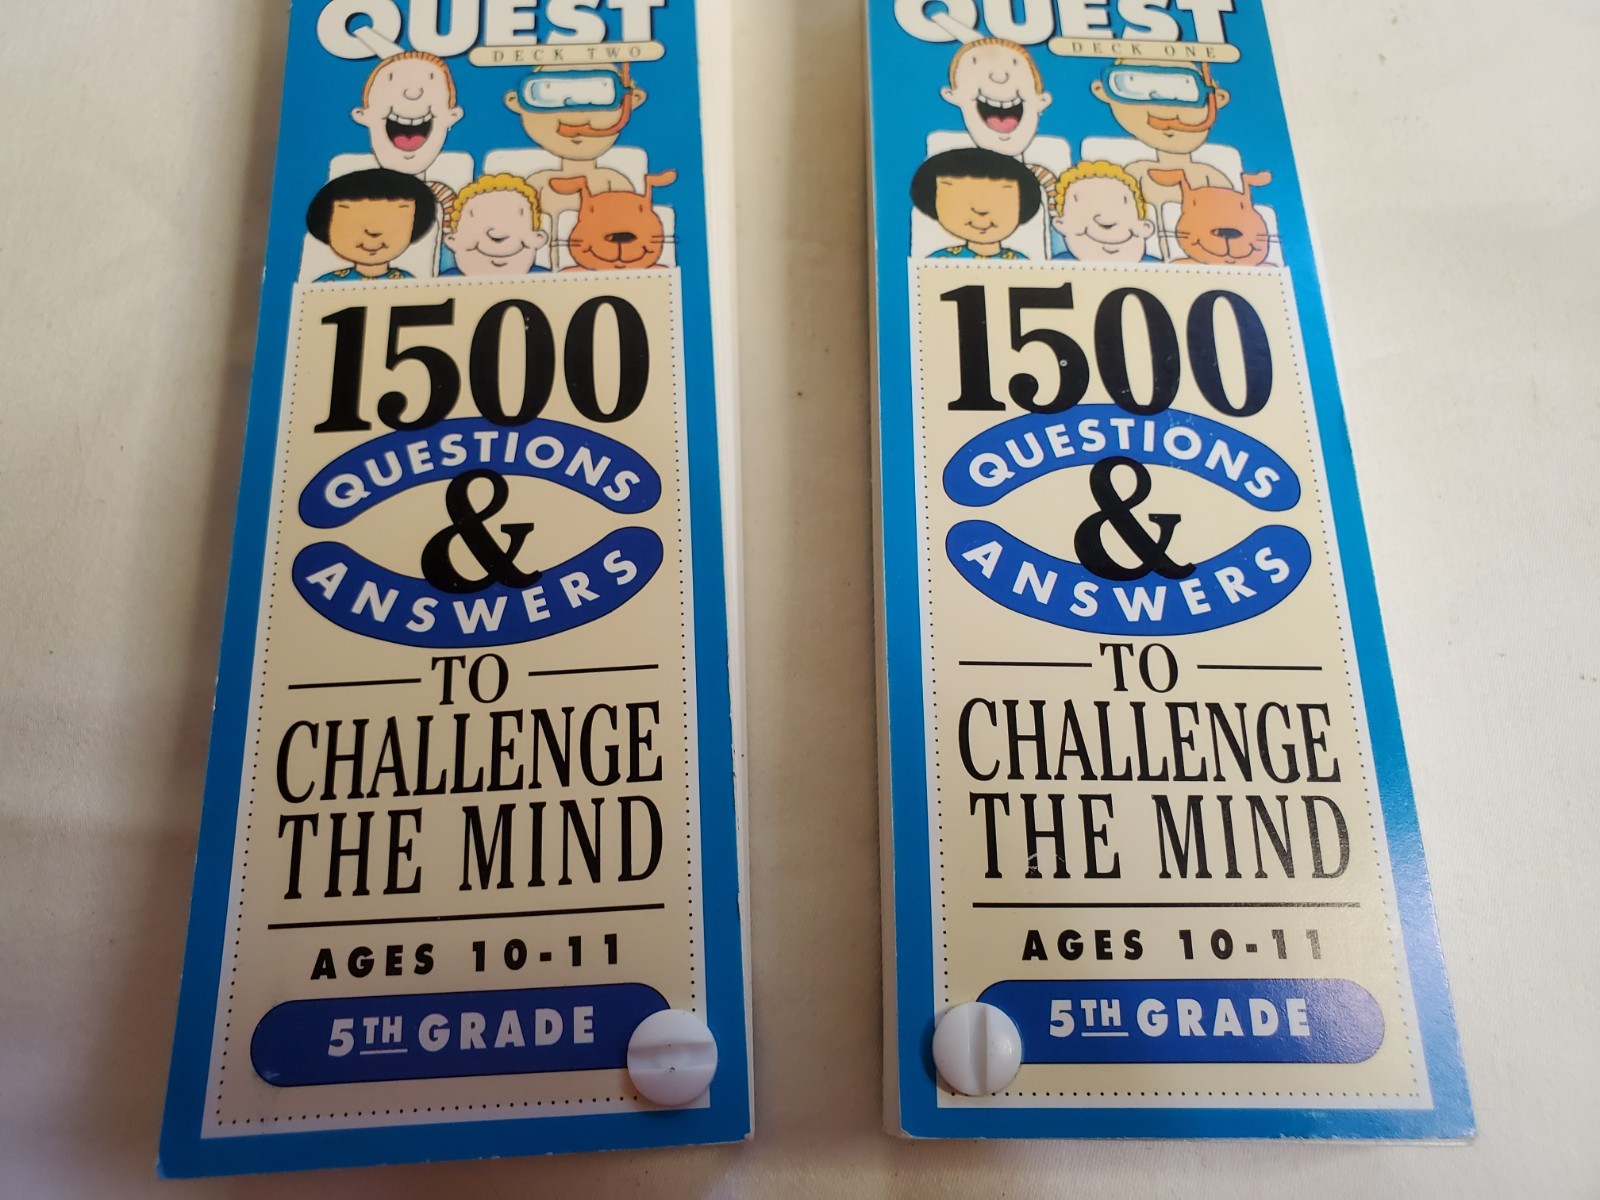 QUEST
DECK TWO
1500
QUESTIONS
&
ANSWERS
TO
CHALLENGE
THE MIND
AGES 10-11
5TH GRADE
QUEST
DECK ONE
1500
QUESTIONS
&
ANSWERS
TO
CHALLENGE
THE MIND
AGES 10-11
5TH GRADE